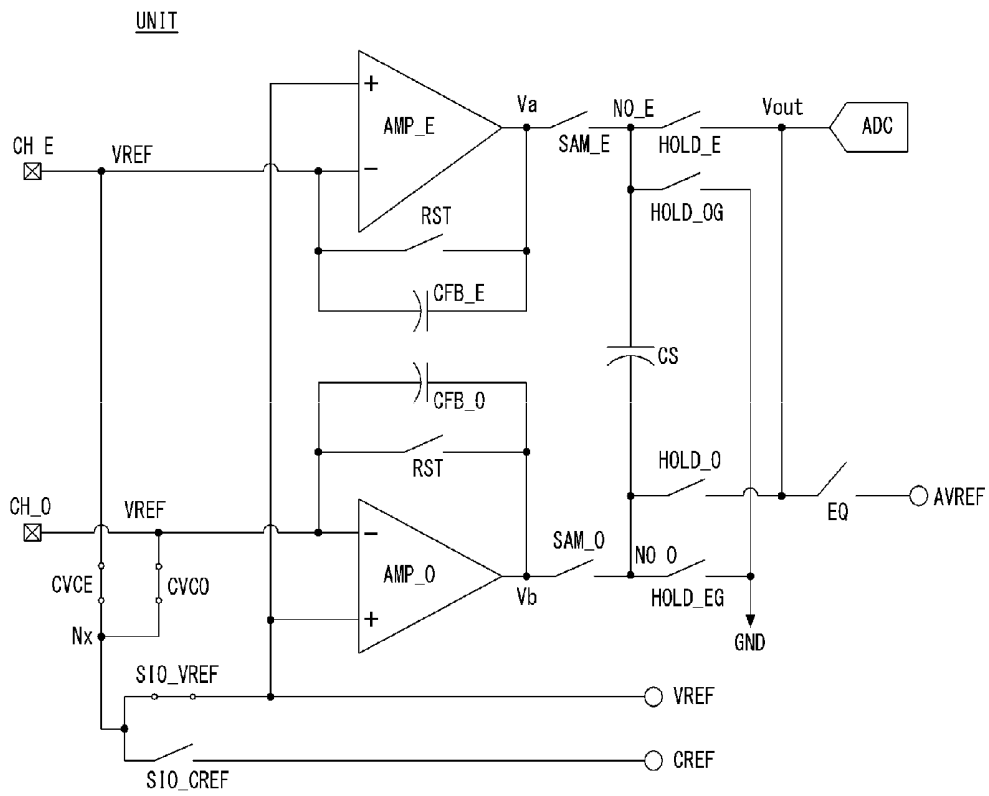 UNIT
CH_E
VREF
+
AMP_E
−
Va
SAM_E
NO_E
HOLD_E
Vout
ADC
HOLD_OG
RST
CFB_E
CS
CFB_O
RST
HOLD_O
EQ
AVREF
CH_O
VREF
−
AMP_O
+
SAM_O
Vb
NO_O
HOLD_EG
GND
CVCE
CVCO
Nx
SIO_VREF
VREF
SIO_CREF
CREF